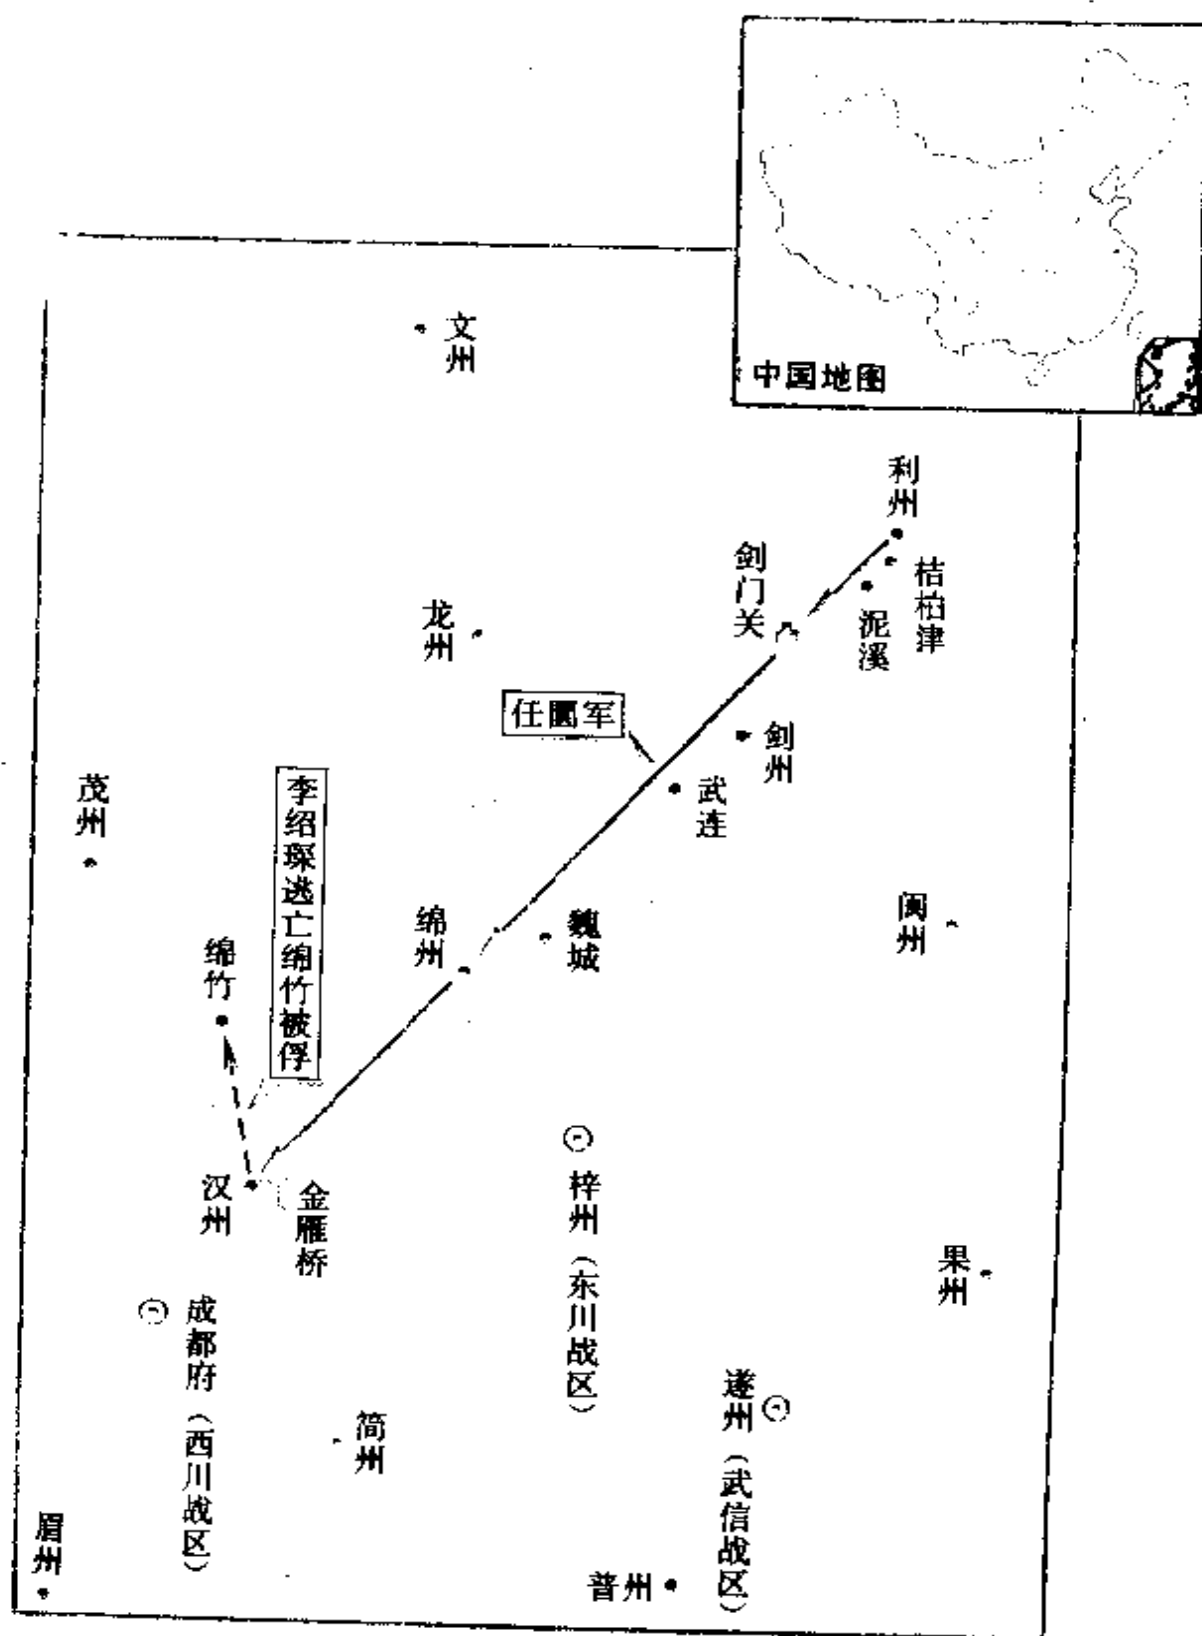 中国地图
文州
利州
桔柏津
泥溪
剑门关
龙州
任圜军
剑州
武连
茂州
李绍琛逃亡绵竹被俘
绵州
魏城
阆州
绵竹
汉州
金雁桥
梓州（东川战区）
果州
成都府（西川战区）
遂州（武信战区）
简州
眉州
普州